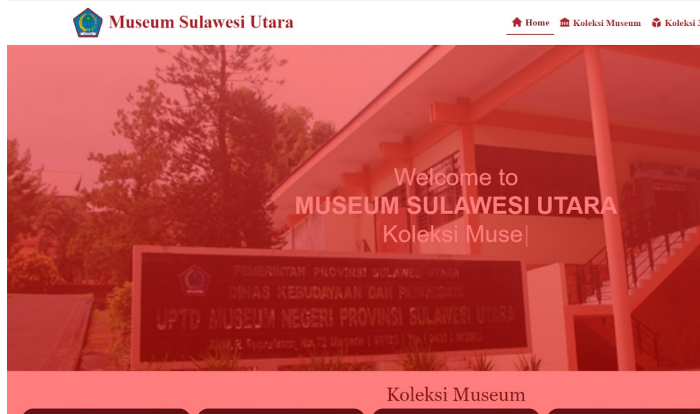 Museum Sulawesi Utara
Home Koleksi Museum Koleksi
Welcome to
MUSEUM SULAWESI UTARA
Koleksi Muse
PEMERINTAH PROVINSI SULAWESI UTARA
DINAS KEBUDAYAAN DAN PARIWISATA
UPTD MUSEUM NEGERI PROVINSI SULAWESI UTARA
Koleksi Museum